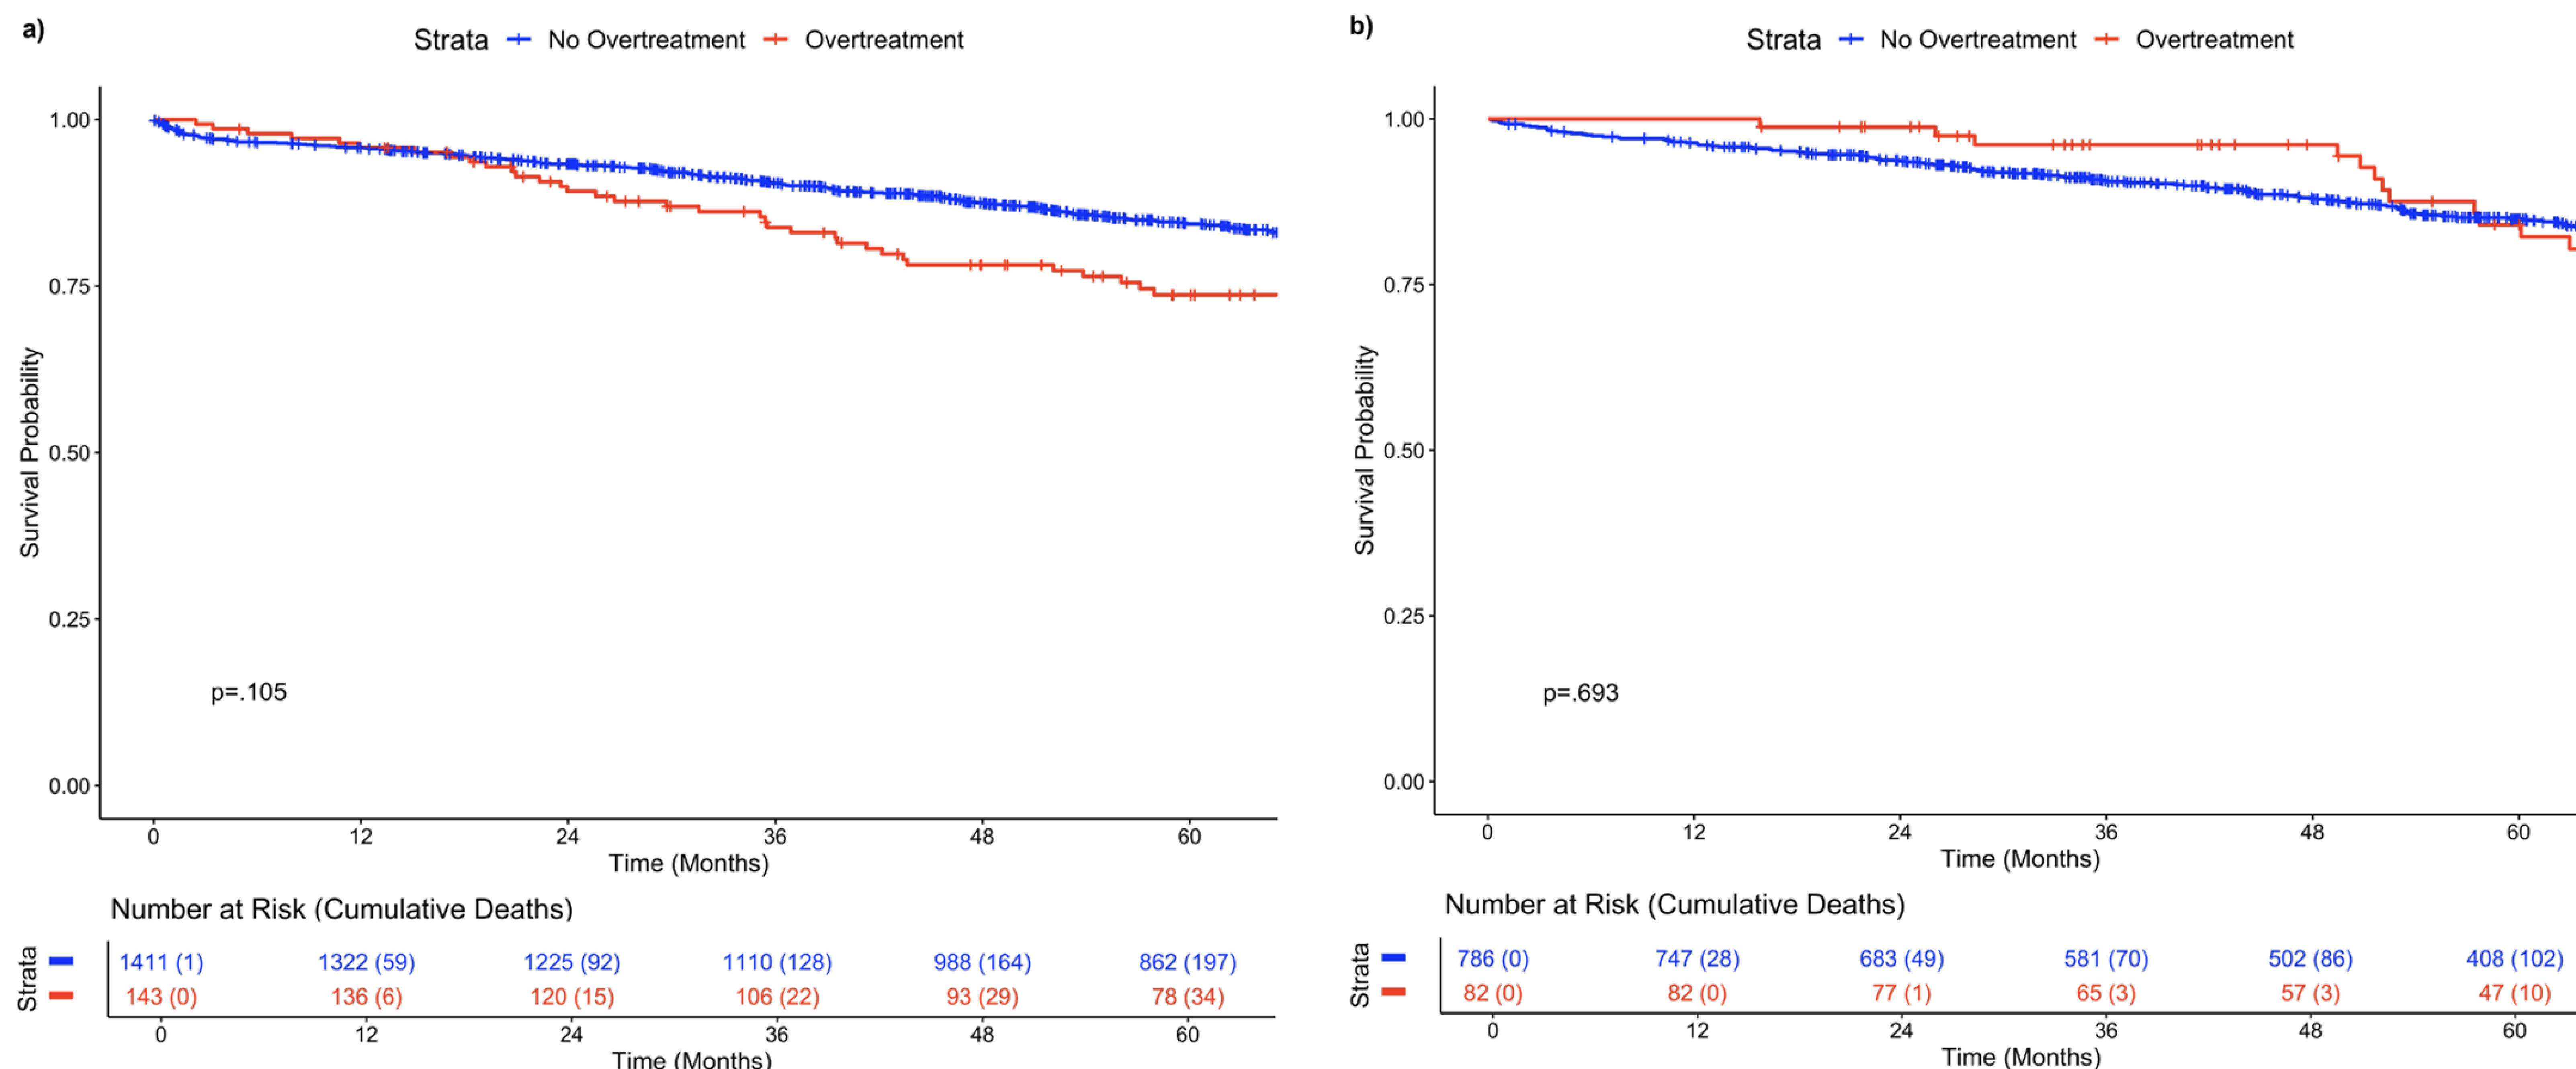 a)
Strata No Overtreatment Overtreatment
1.00
0.75
0.50
0.25
0.00
Survival Probability
p=.105
0 12 24 36 48 60
Time (Months)
Number at Risk (Cumulative Deaths)
Strata
1411 (1) 1322 (59) 1225 (92) 1110 (128) 988 (164) 862 (197)
143 (0) 136 (6) 120 (15) 106 (22) 93 (29) 78 (34)
0 12 24 36 48 60
Time (Months)
b)
Strata No Overtreatment Overtreatment
1.00
0.75
0.50
0.25
0.00
Survival Probability
p=.693
0 12 24 36 48 60
Time (Months)
Number at Risk (Cumulative Deaths)
Strata
786 (0) 747 (28) 683 (49) 581 (70) 502 (86) 408 (102)
82 (0) 82 (0) 77 (1) 65 (3) 57 (3) 47 (10)
0 12 24 36 48 60
Time (Months)